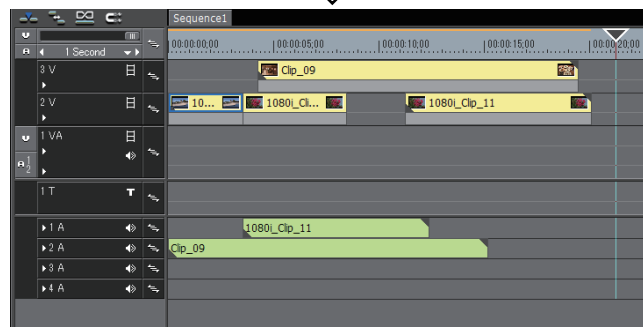 Sequence1
1 Second
00:00:00;00 00:00:05;00 00:00:10;00 00:00:15;00 00:00:20;00
3 V
Clip_09
2 V
10... 1080i_Cli... 1080i_Clip_11
1 VA
A 1 2
1 T T
1 A
1080i_Clip_11
2 A
Clip_09
3 A
4 A